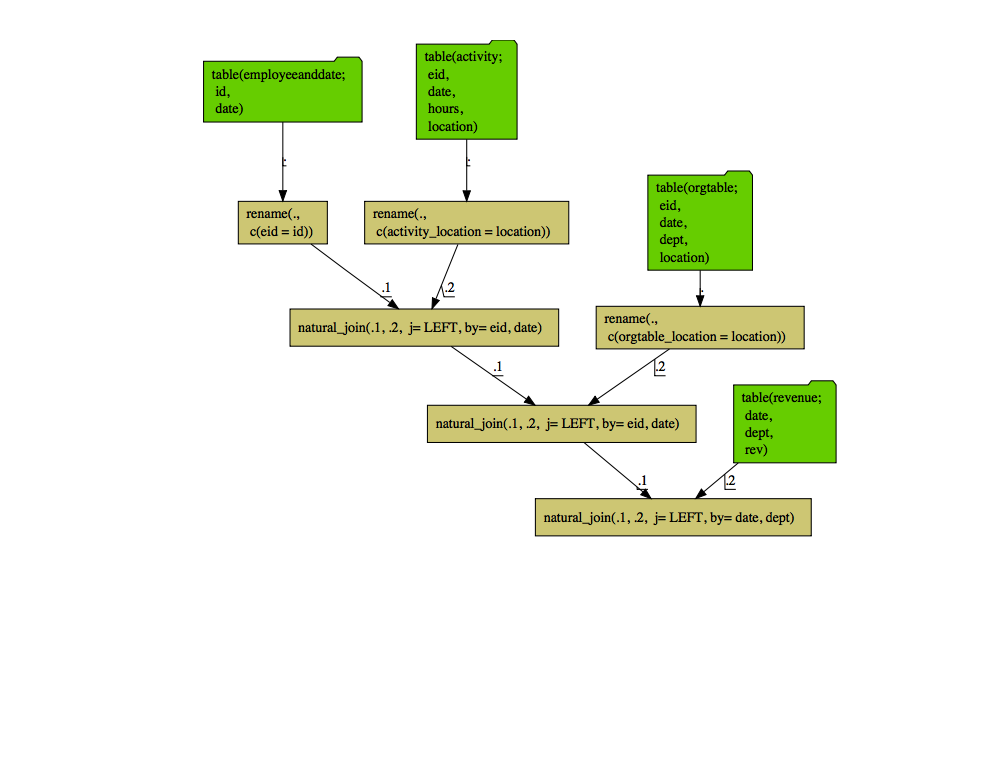 table(activity;
eid,
date,
hours,
location)
table(employeeanddate;
id,
date)
:
:
table(orgtable;
eid,
date,
dept,
location)
rename(.,
c(eid = id))
rename(.,
c(activity_location = location))
.1
.2
:
natural_join(.1, .2, j= LEFT, by= eid, date)
rename(.,
c(orgtable_location = location))
.1
.2
table(revenue;
date,
dept,
rev)
natural_join(.1, .2, j= LEFT, by= eid, date)
.1
.2
natural_join(.1, .2, j= LEFT, by= date, dept)